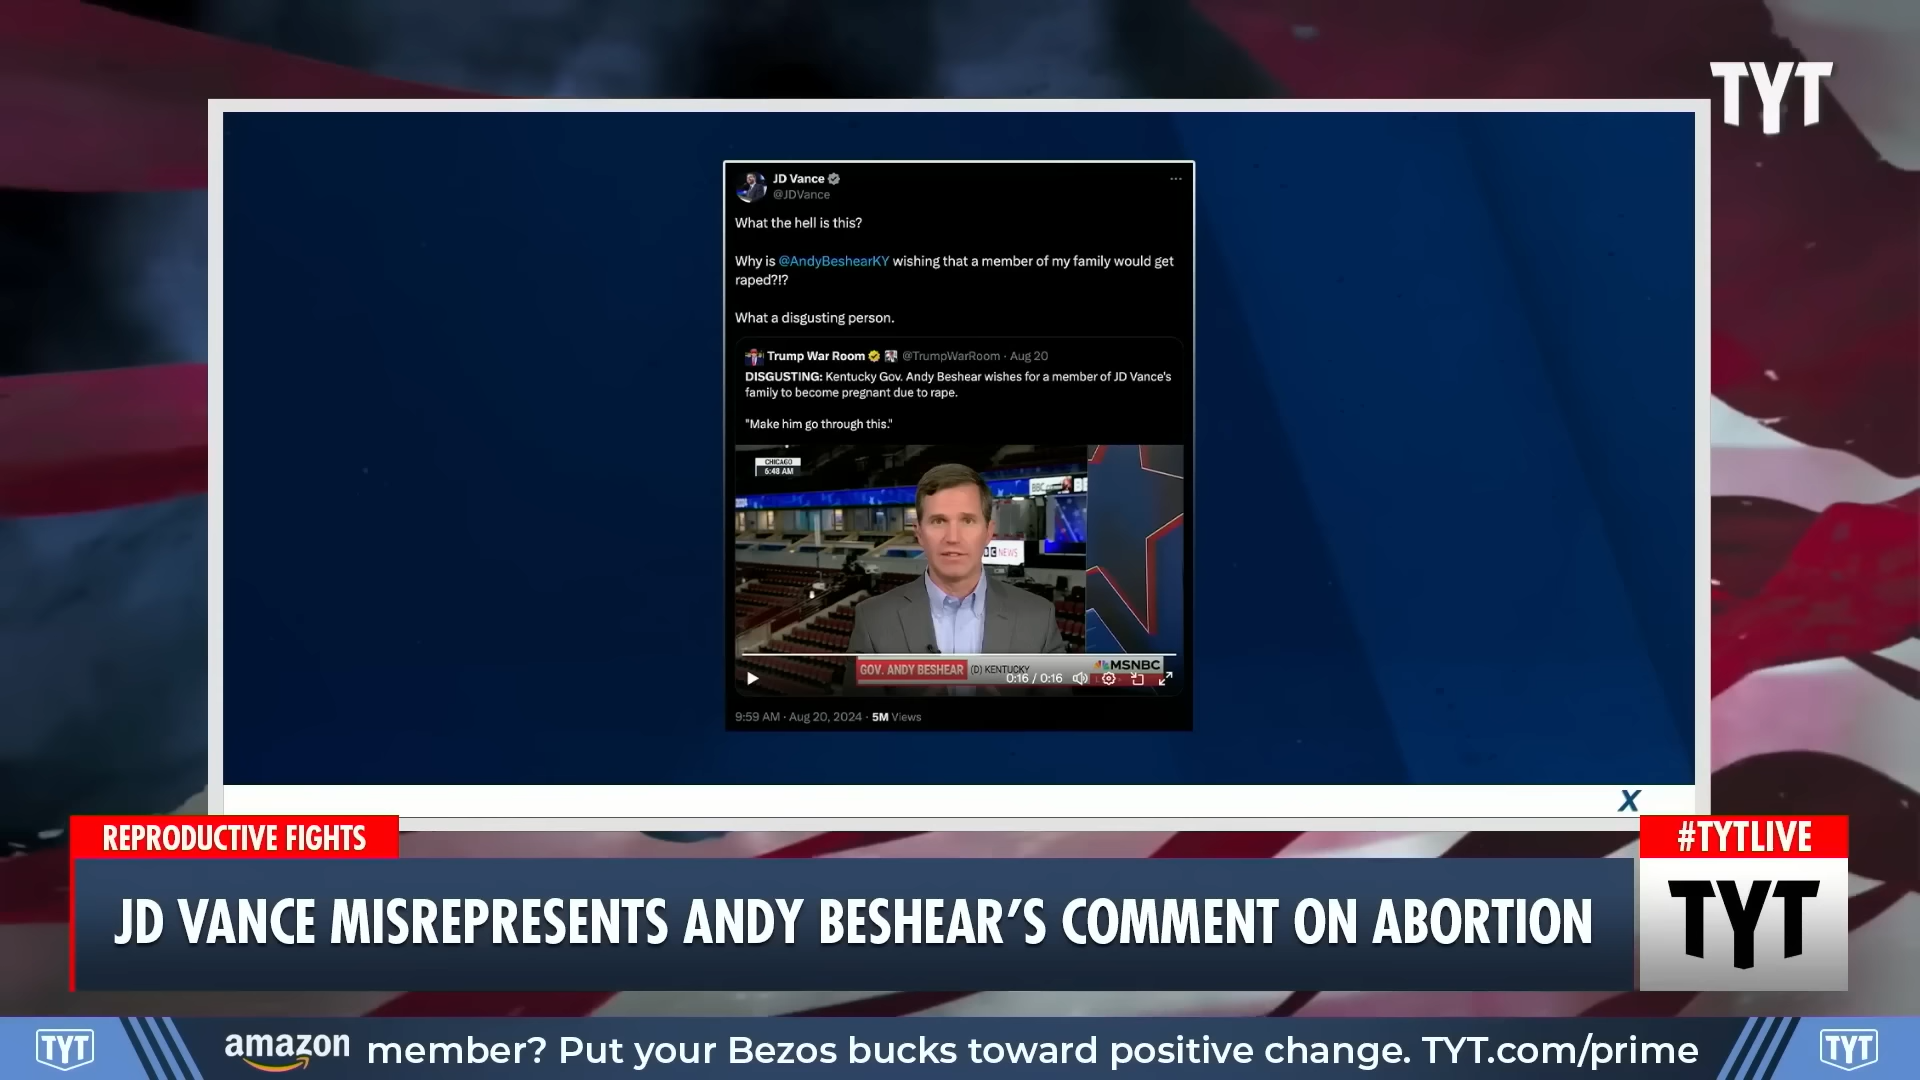 TYT
JD Vance
@JDVance
What the hell is this?
Why is @AndyBeshearKY wishing that a member of my family would get
raped?!?
What a disgusting person.
Trump War Room @TrumpWarRoom · Aug 20
DISGUSTING: Kentucky Gov. Andy Beshear wishes for a member of JD Vance's
family to become pregnant due to rape.
"Make him go through this."
CHICAGO
6:48 AM
NEWS
GOV. ANDY BESHEAR (D) KENTUCKY
MSNBC
0:16 / 0:16
9:59 AM · Aug 20, 2024 · 5M Views
X
REPRODUCTIVE FIGHTS
#TYTLIVE
JD VANCE MISREPRESENTS ANDY BESHEAR'S COMMENT ON ABORTION
TYT
TYT
amazon member? Put your Bezos bucks toward positive change. TYT.com/prime
TYT